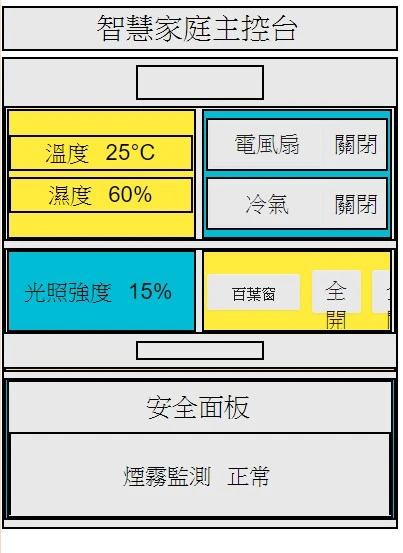 智慧家庭主控台
溫度 25°C
濕度 60%
電風扇 關閉
冷氣 關閉
光照強度 15%
百葉窗 全開
安全面板
煙霧監測 正常